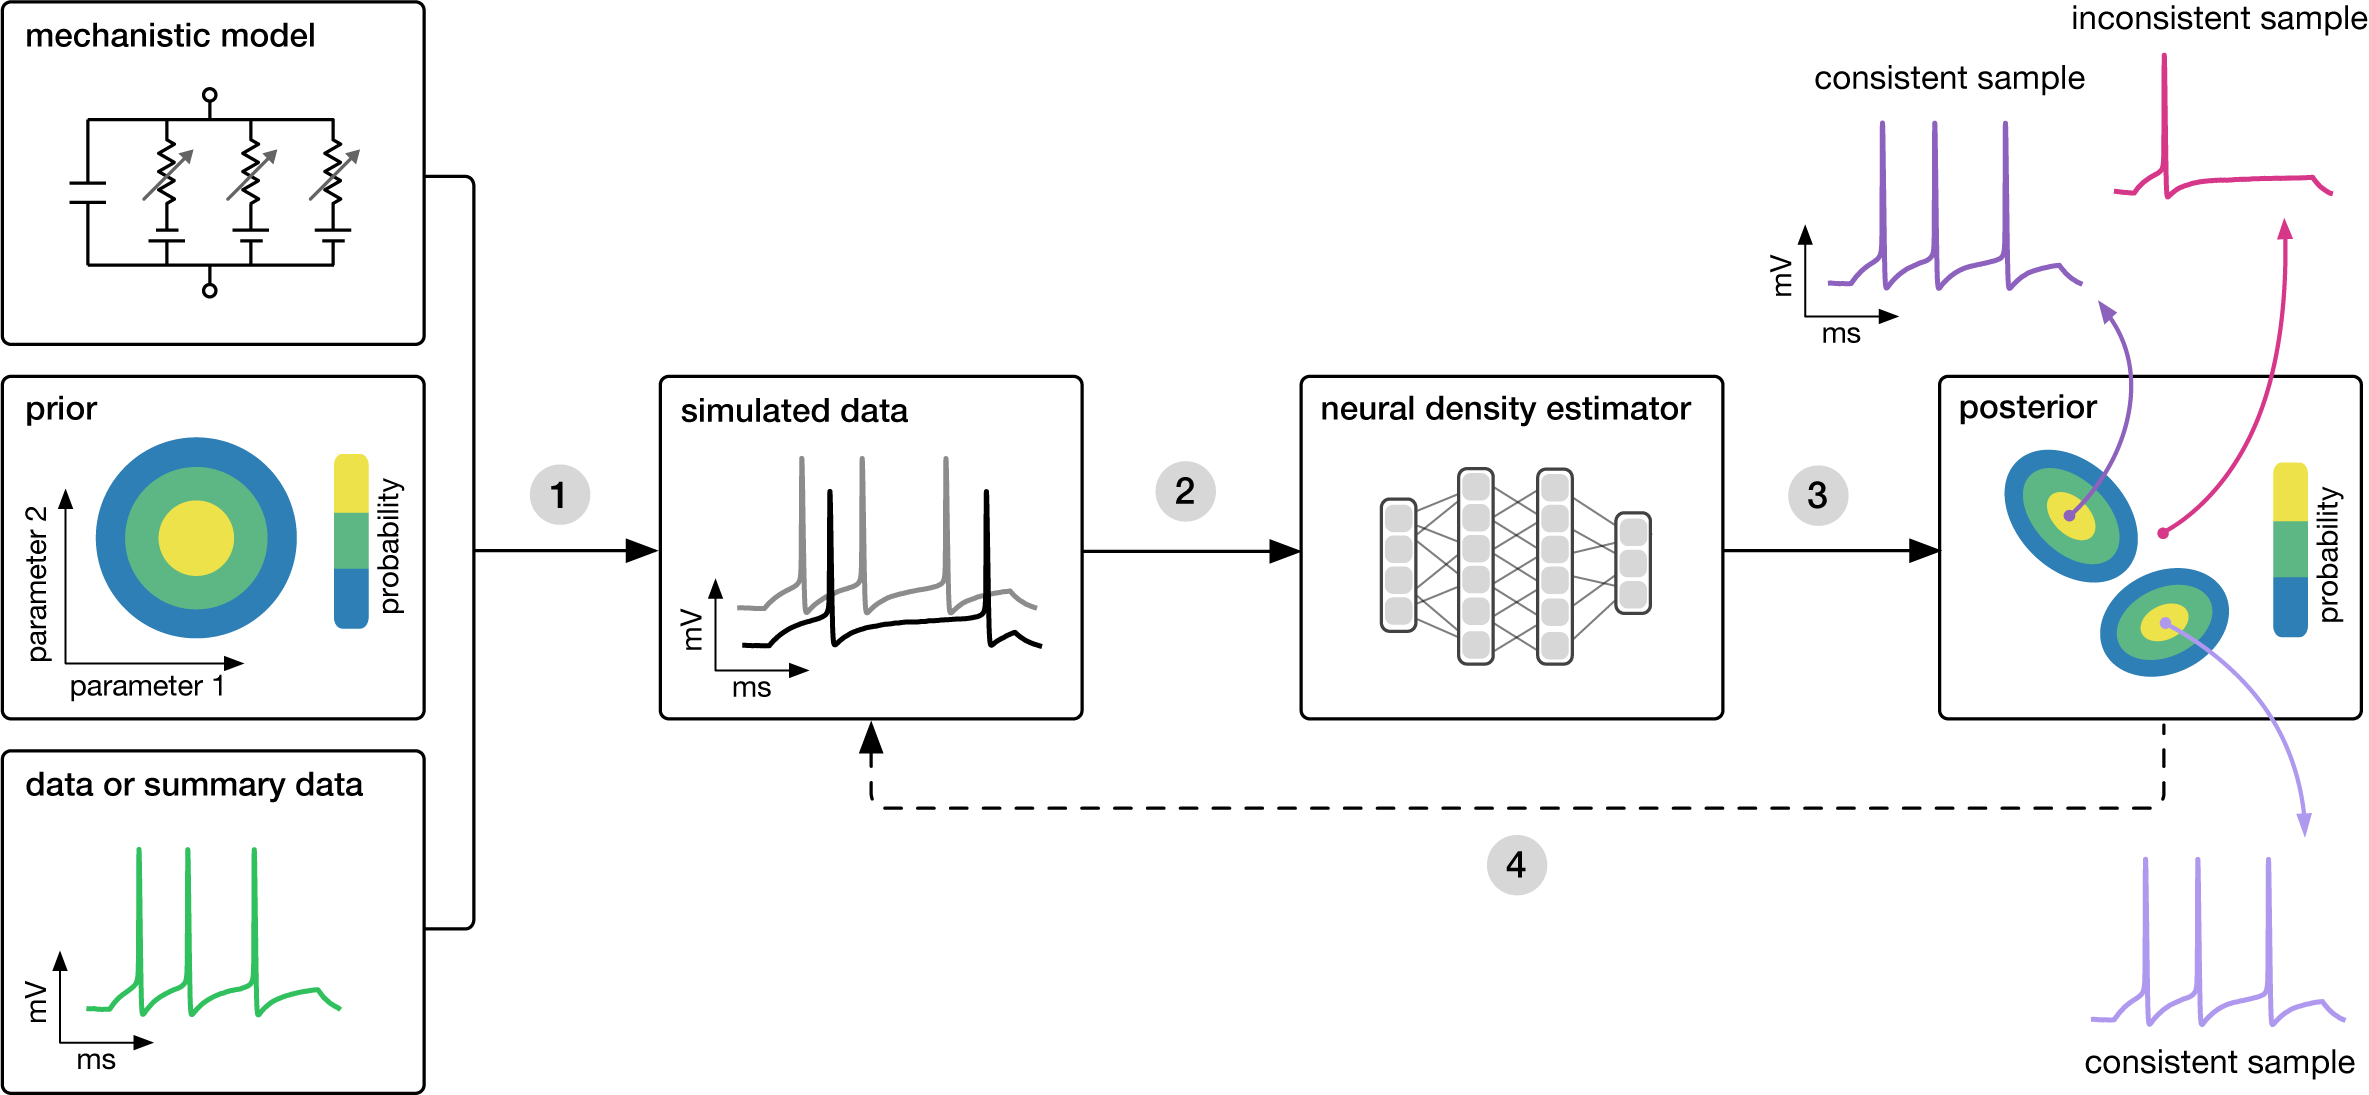 mechanistic model
prior
parameter 2
parameter 1
probability
data or summary data
mV
ms
1
simulated data
mV
ms
2
neural density estimator
3
posterior
probability
consistent sample
mV
ms
inconsistent sample
consistent sample
4